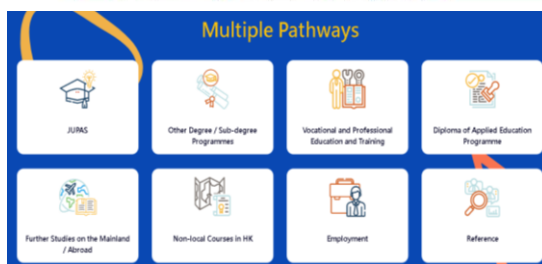 Multiple Pathways
JUPAS
Other Degree / Sub-degree
Programmes
Vocational and Professional
Education and Training
Diploma of Applied Education
Programme
Further Studies on the Mainland
/ Abroad
Non-local Courses in HK
Employment
Reference